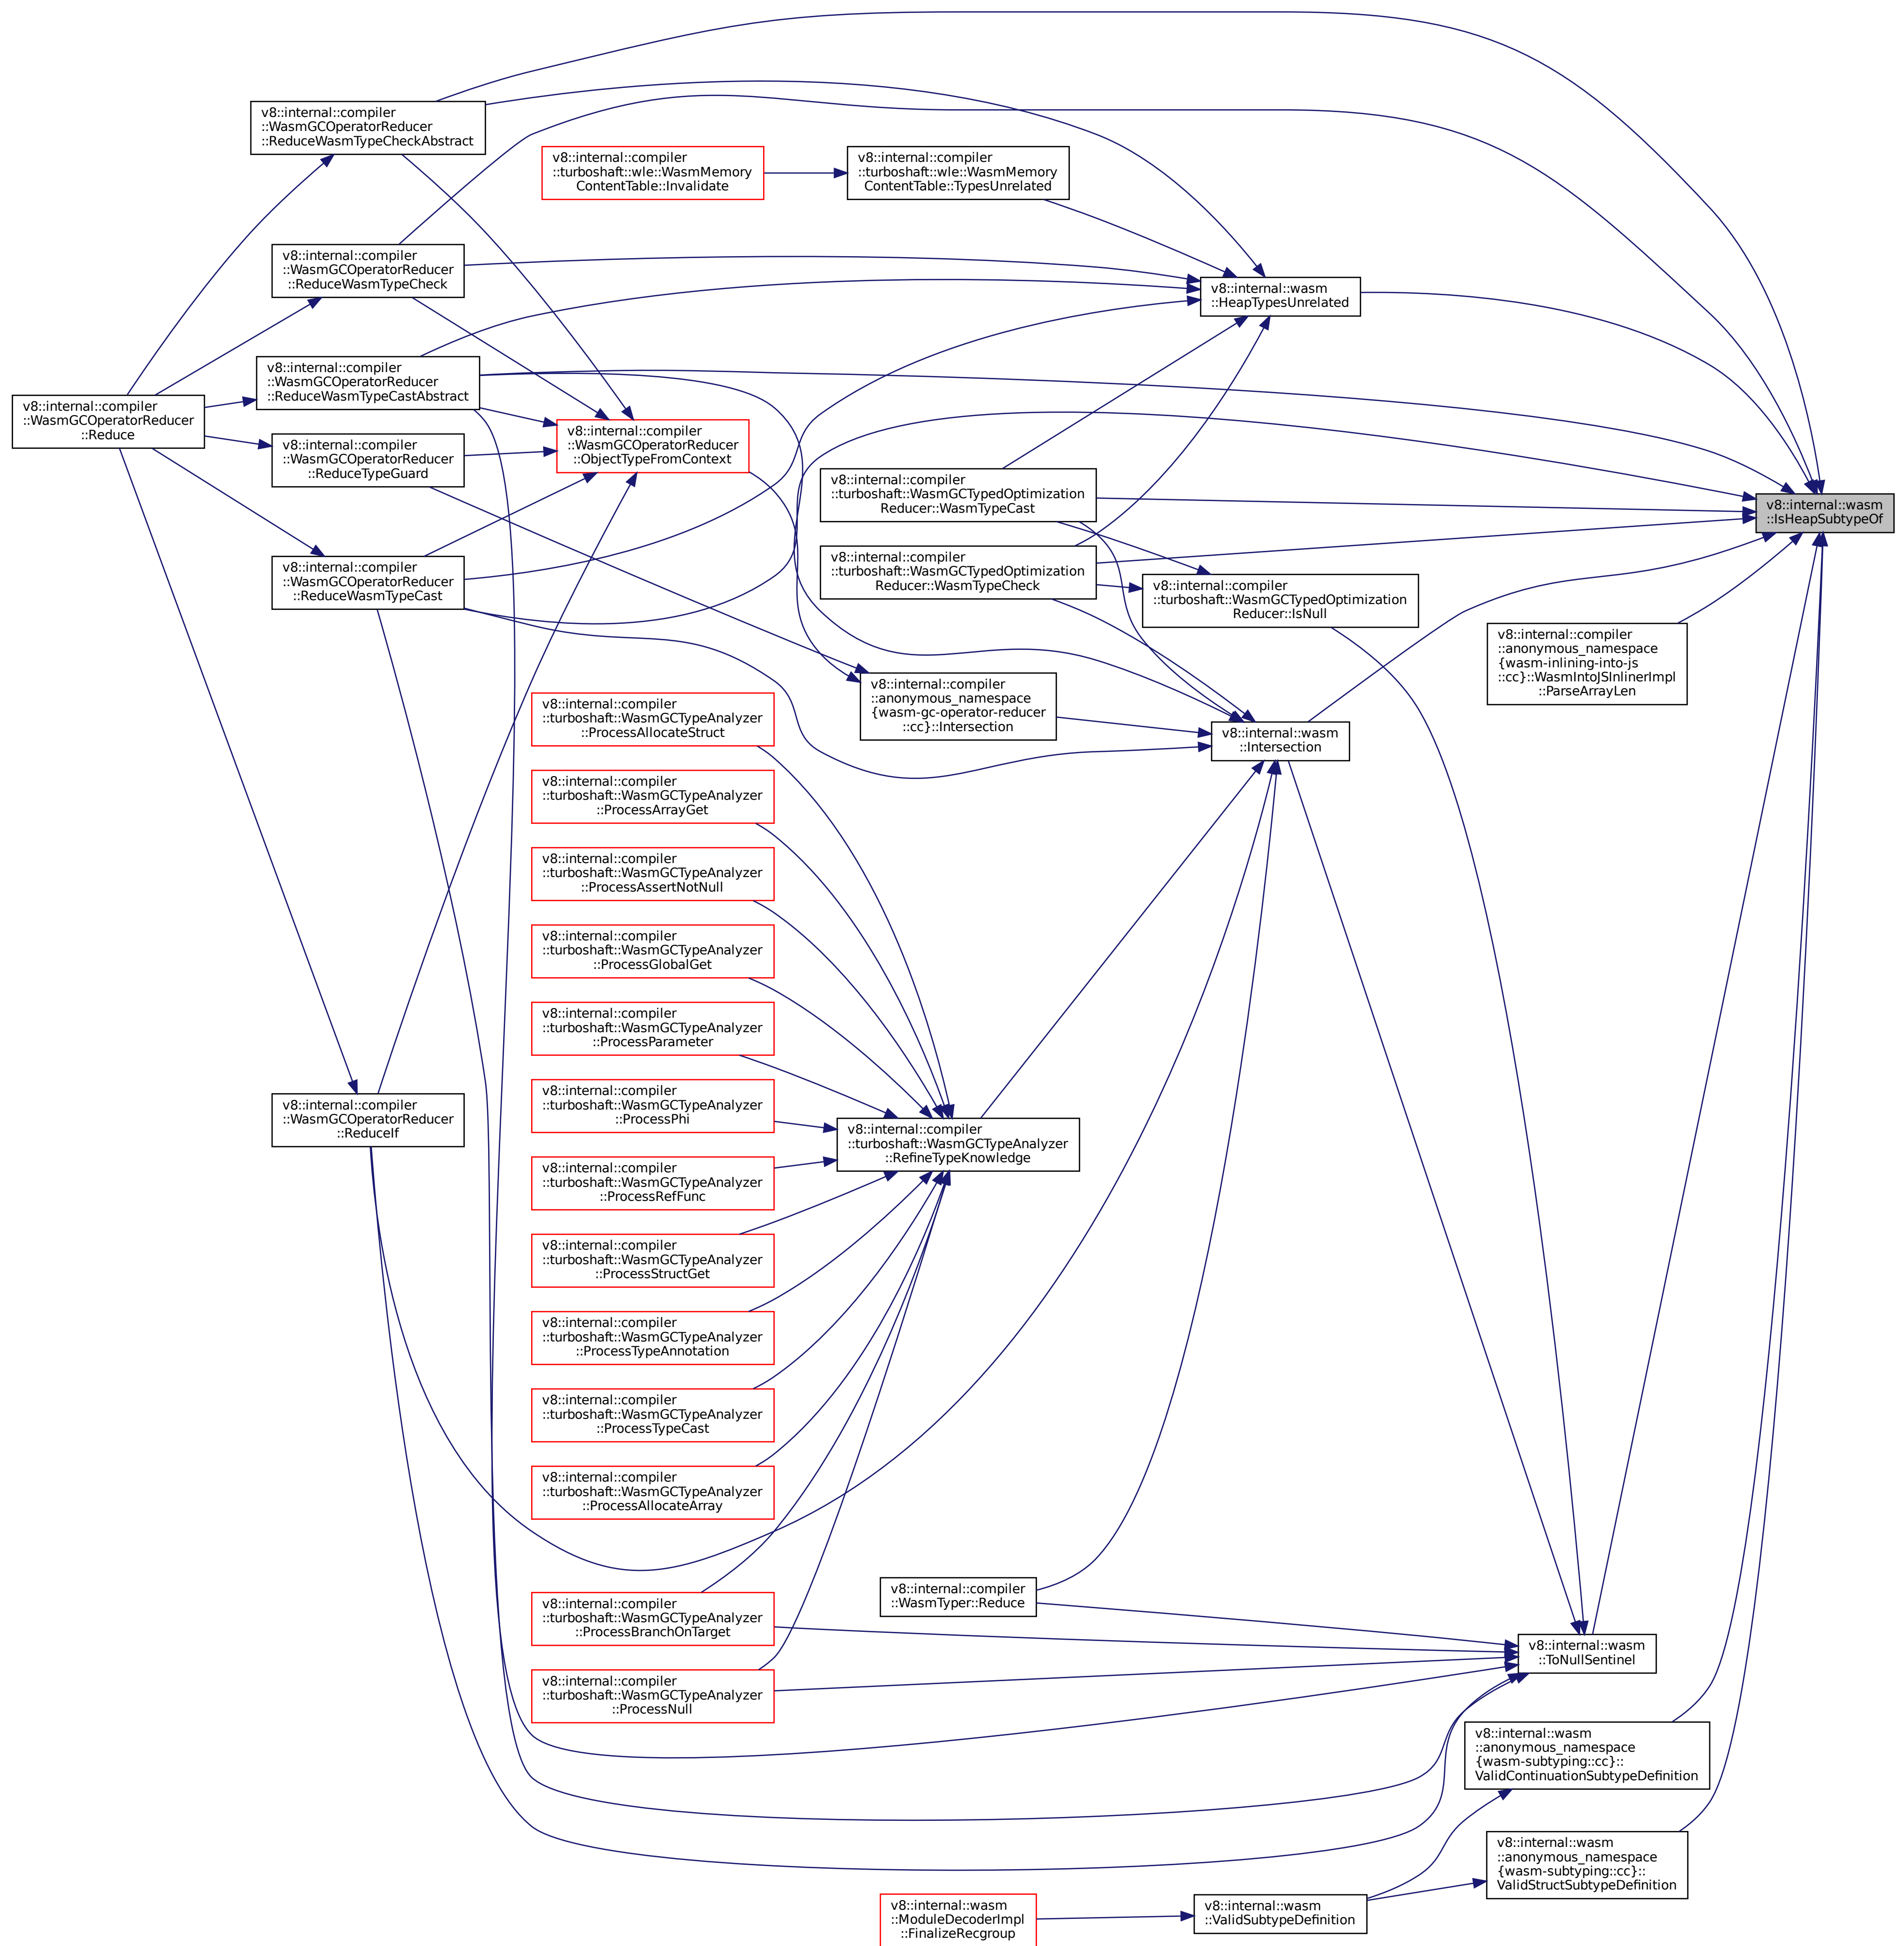 v8::internal::compiler
::WasmGCOperatorReducer
::ReduceWasmTypeCheckAbstract
v8::internal::compiler
::turboshaft::wle::WasmMemory
ContentTable::Invalidate
v8::internal::compiler
::turboshaft::wle::WasmMemory
ContentTable::TypesUnrelated
v8::internal::compiler
::WasmGCOperatorReducer
::ReduceWasmTypeCheck
v8::internal::wasm
::HeapTypesUnrelated
v8::internal::compiler
::WasmGCOperatorReducer
::ReduceWasmTypeCastAbstract
v8::internal::compiler
::WasmGCOperatorReducer
::Reduce
v8::internal::compiler
::WasmGCOperatorReducer
::ReduceTypeGuard
v8::internal::compiler
::WasmGCOperatorReducer
::ObjectTypeFromContext
v8::internal::compiler
::turboshaft::WasmGCTypedOptimization
Reducer::WasmTypeCast
v8::internal::wasm
::IsHeapSubtypeOf
v8::internal::compiler
::WasmGCOperatorReducer
::ReduceWasmTypeCast
v8::internal::compiler
::turboshaft::WasmGCTypedOptimization
Reducer::WasmTypeCheck
v8::internal::compiler
::turboshaft::WasmGCTypedOptimization
Reducer::IsNull
v8::internal::compiler
::anonymous_namespace
{wasm-inlining-into-js
::cc}::WasmIntoJSInlinerImpl
::ParseArrayLen
v8::internal::compiler
::anonymous_namespace
{wasm-gc-operator-reducer
::cc}::Intersection
v8::internal::wasm
::Intersection
v8::internal::compiler
::turboshaft::WasmGCTypeAnalyzer
::ProcessAllocateStruct
v8::internal::compiler
::turboshaft::WasmGCTypeAnalyzer
::ProcessArrayGet
v8::internal::compiler
::turboshaft::WasmGCTypeAnalyzer
::ProcessAssertNotNull
v8::internal::compiler
::turboshaft::WasmGCTypeAnalyzer
::ProcessGlobalGet
v8::internal::compiler
::turboshaft::WasmGCTypeAnalyzer
::ProcessParameter
v8::internal::compiler
::turboshaft::WasmGCTypeAnalyzer
::ProcessPhi
v8::internal::compiler
::WasmGCOperatorReducer
::ReduceIf
v8::internal::compiler
::turboshaft::WasmGCTypeAnalyzer
::RefineTypeKnowledge
v8::internal::compiler
::turboshaft::WasmGCTypeAnalyzer
::ProcessRefFunc
v8::internal::compiler
::turboshaft::WasmGCTypeAnalyzer
::ProcessStructGet
v8::internal::compiler
::turboshaft::WasmGCTypeAnalyzer
::ProcessTypeAnnotation
v8::internal::compiler
::turboshaft::WasmGCTypeAnalyzer
::ProcessTypeCast
v8::internal::compiler
::turboshaft::WasmGCTypeAnalyzer
::ProcessAllocateArray
v8::internal::compiler
::WasmTyper::Reduce
v8::internal::compiler
::turboshaft::WasmGCTypeAnalyzer
::ProcessBranchOnTarget
v8::internal::wasm
::ToNullSentinel
v8::internal::compiler
::turboshaft::WasmGCTypeAnalyzer
::ProcessNull
v8::internal::wasm
::anonymous_namespace
{wasm-subtyping::cc}::
ValidContinuationSubtypeDefinition
v8::internal::wasm
::anonymous_namespace
{wasm-subtyping::cc}::
ValidStructSubtypeDefinition
v8::internal::wasm
::ModuleDecoderImpl
::FinalizeRecgroup
v8::internal::wasm
::ValidSubtypeDefinition